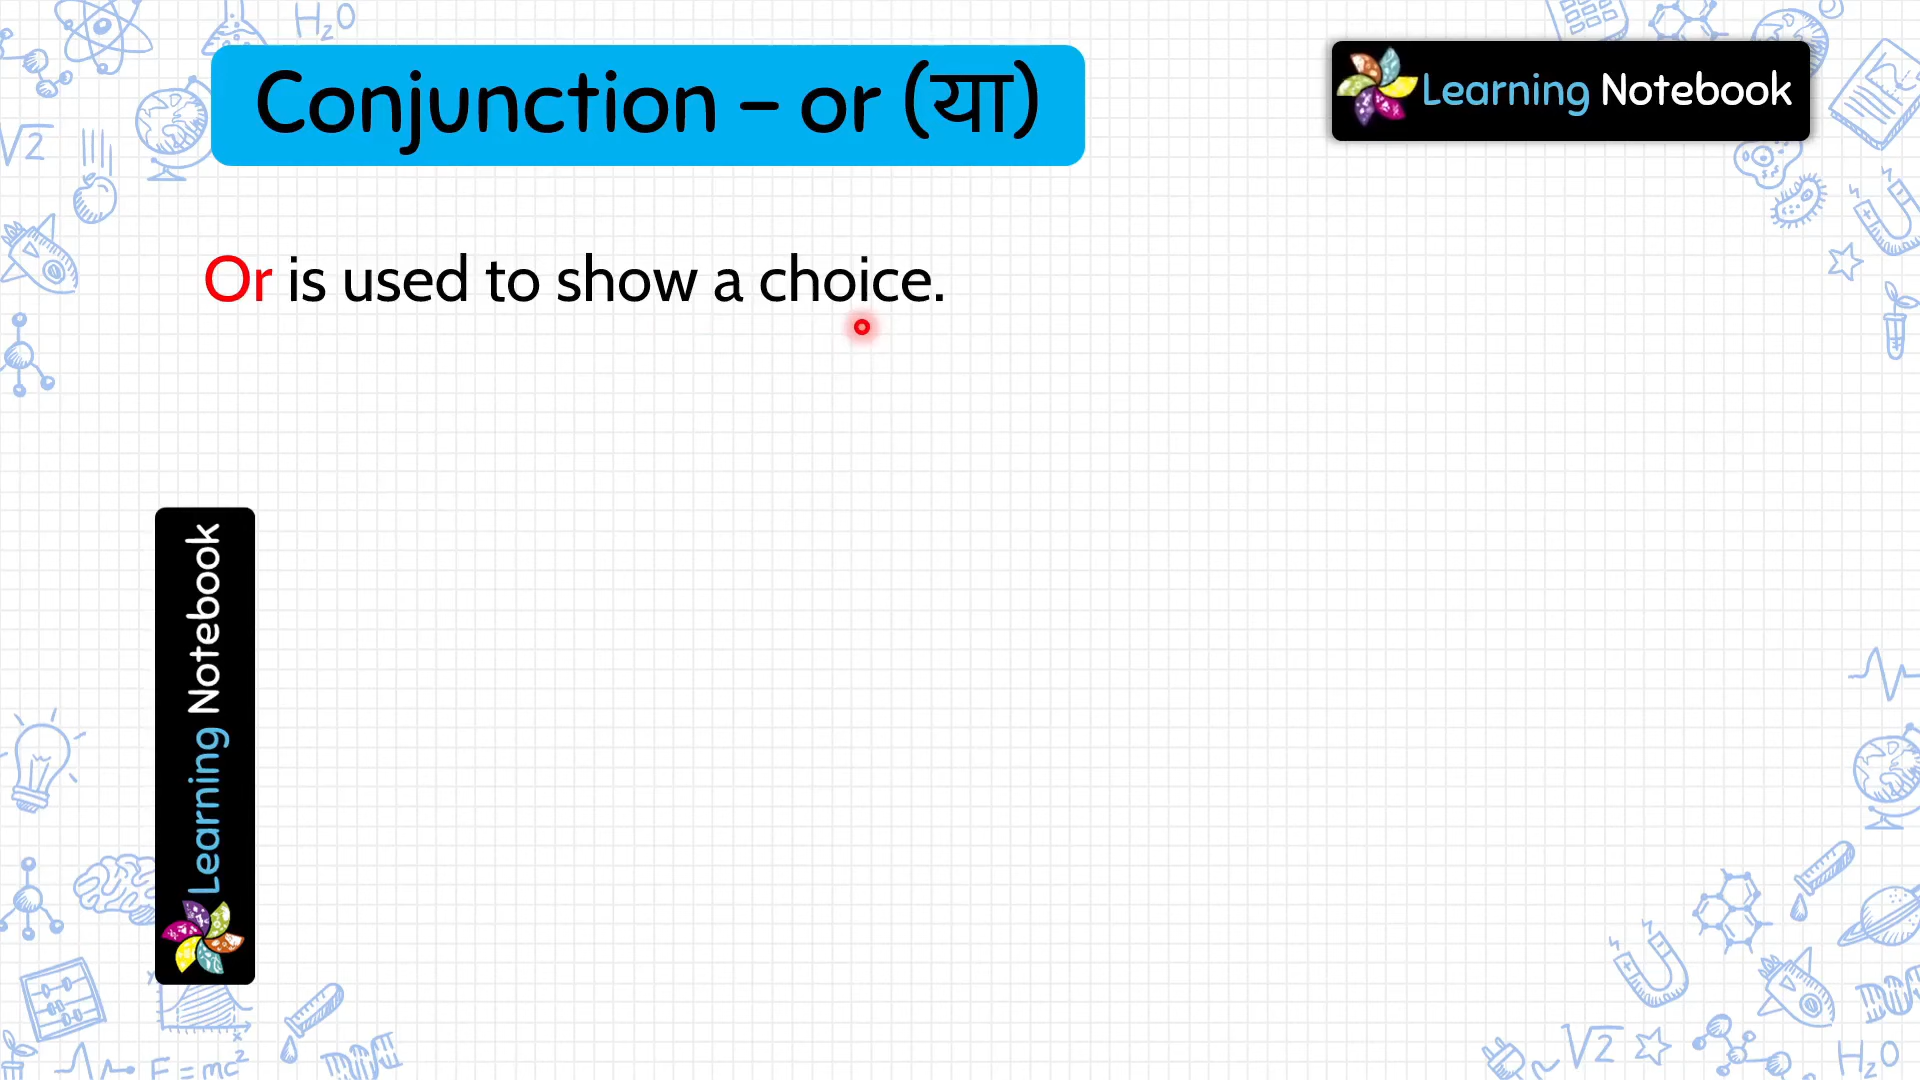 H₂O
Conjunction – or (या)
Learning Notebook
√2
Or is used to show a choice.
Learning Notebook
x
x
F = mc²
√2
H₂O